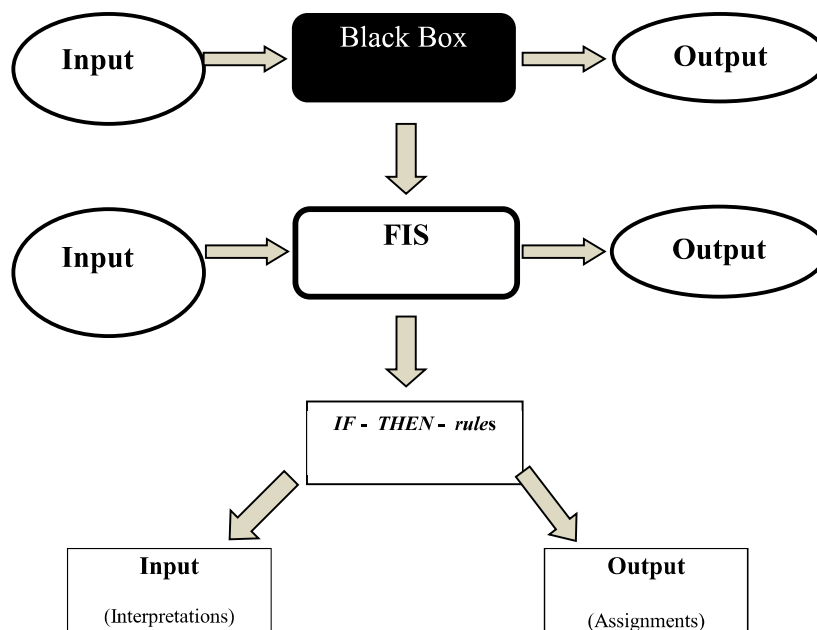 Input
Black Box
Output
Input
FIS
Output
IF - THEN - rules
Input
(Interpretations)
Output
(Assignments)